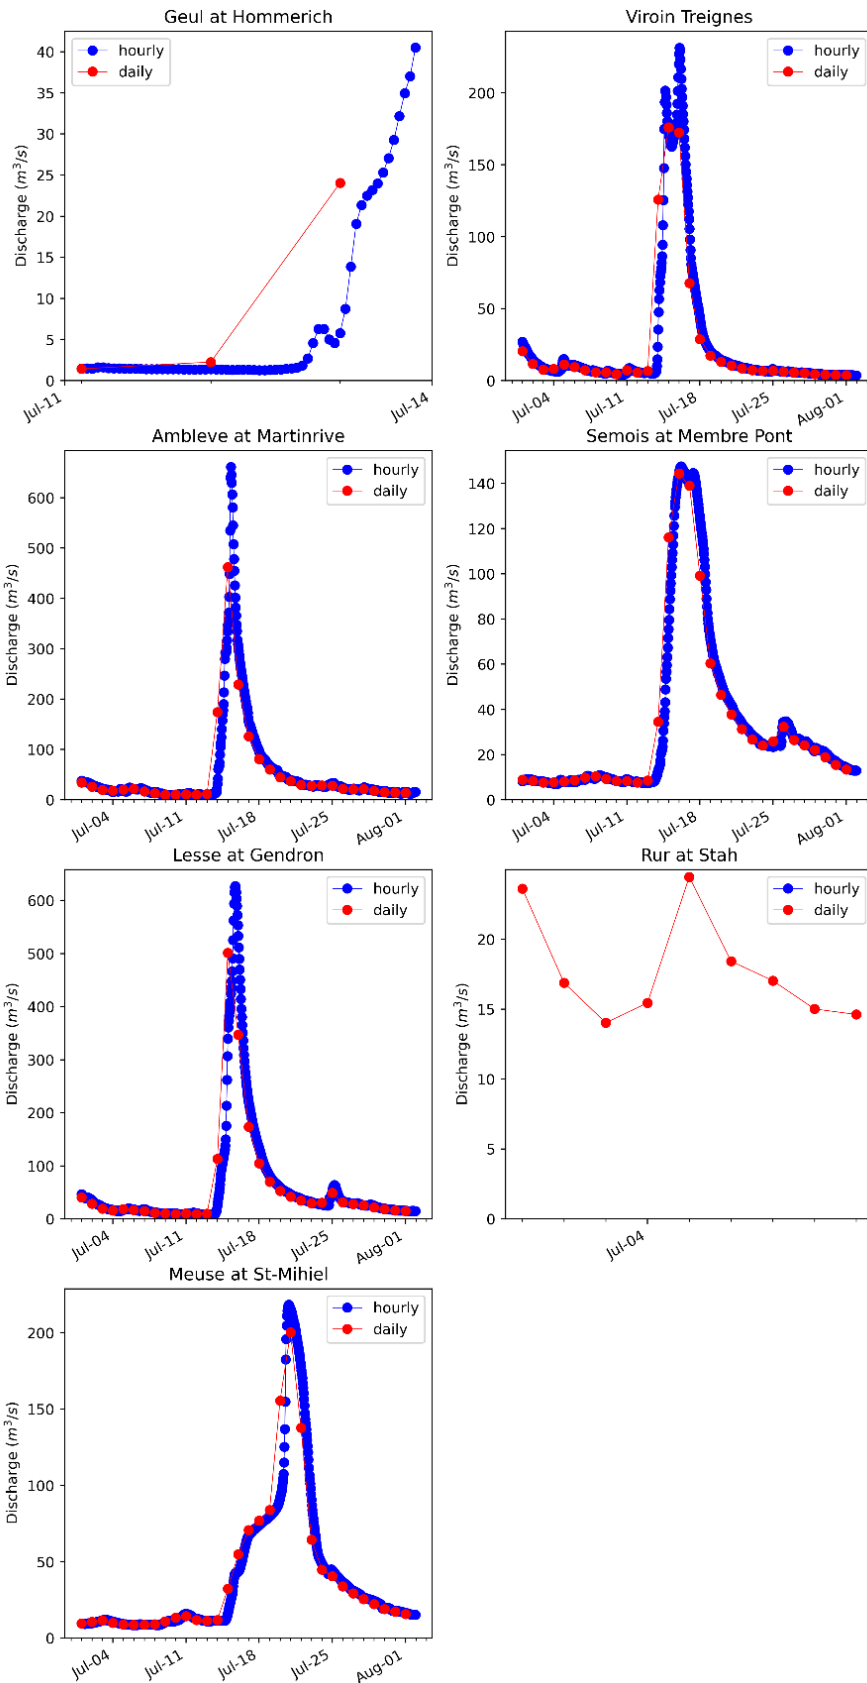 Geul at Hommerich
hourly
daily
Discharge (m³/s)
40
35
30
25
20
15
10
5
0
Jul-11
Jul-14
Viroin Treignes
hourly
daily
Discharge (m³/s)
200
150
100
50
0
Jul-04
Jul-11
Jul-18
Jul-25
Aug-01
Ambleve at Martinrive
hourly
daily
Discharge (m³/s)
600
500
400
300
200
100
0
Jul-04
Jul-11
Jul-18
Jul-25
Aug-01
Semois at Membre Pont
hourly
daily
Discharge (m³/s)
140
120
100
80
60
40
20
0
Jul-04
Jul-11
Jul-18
Jul-25
Aug-01
Lesse at Gendron
hourly
daily
Discharge (m³/s)
600
500
400
300
200
100
0
Jul-04
Jul-11
Jul-18
Jul-25
Aug-01
Rur at Stah
hourly
daily
Discharge (m³/s)
20
15
10
5
0
Jul-04
Meuse at St-Mihiel
hourly
daily
Discharge (m³/s)
200
150
100
50
0
Jul-04
Jul-11
Jul-18
Jul-25
Aug-01